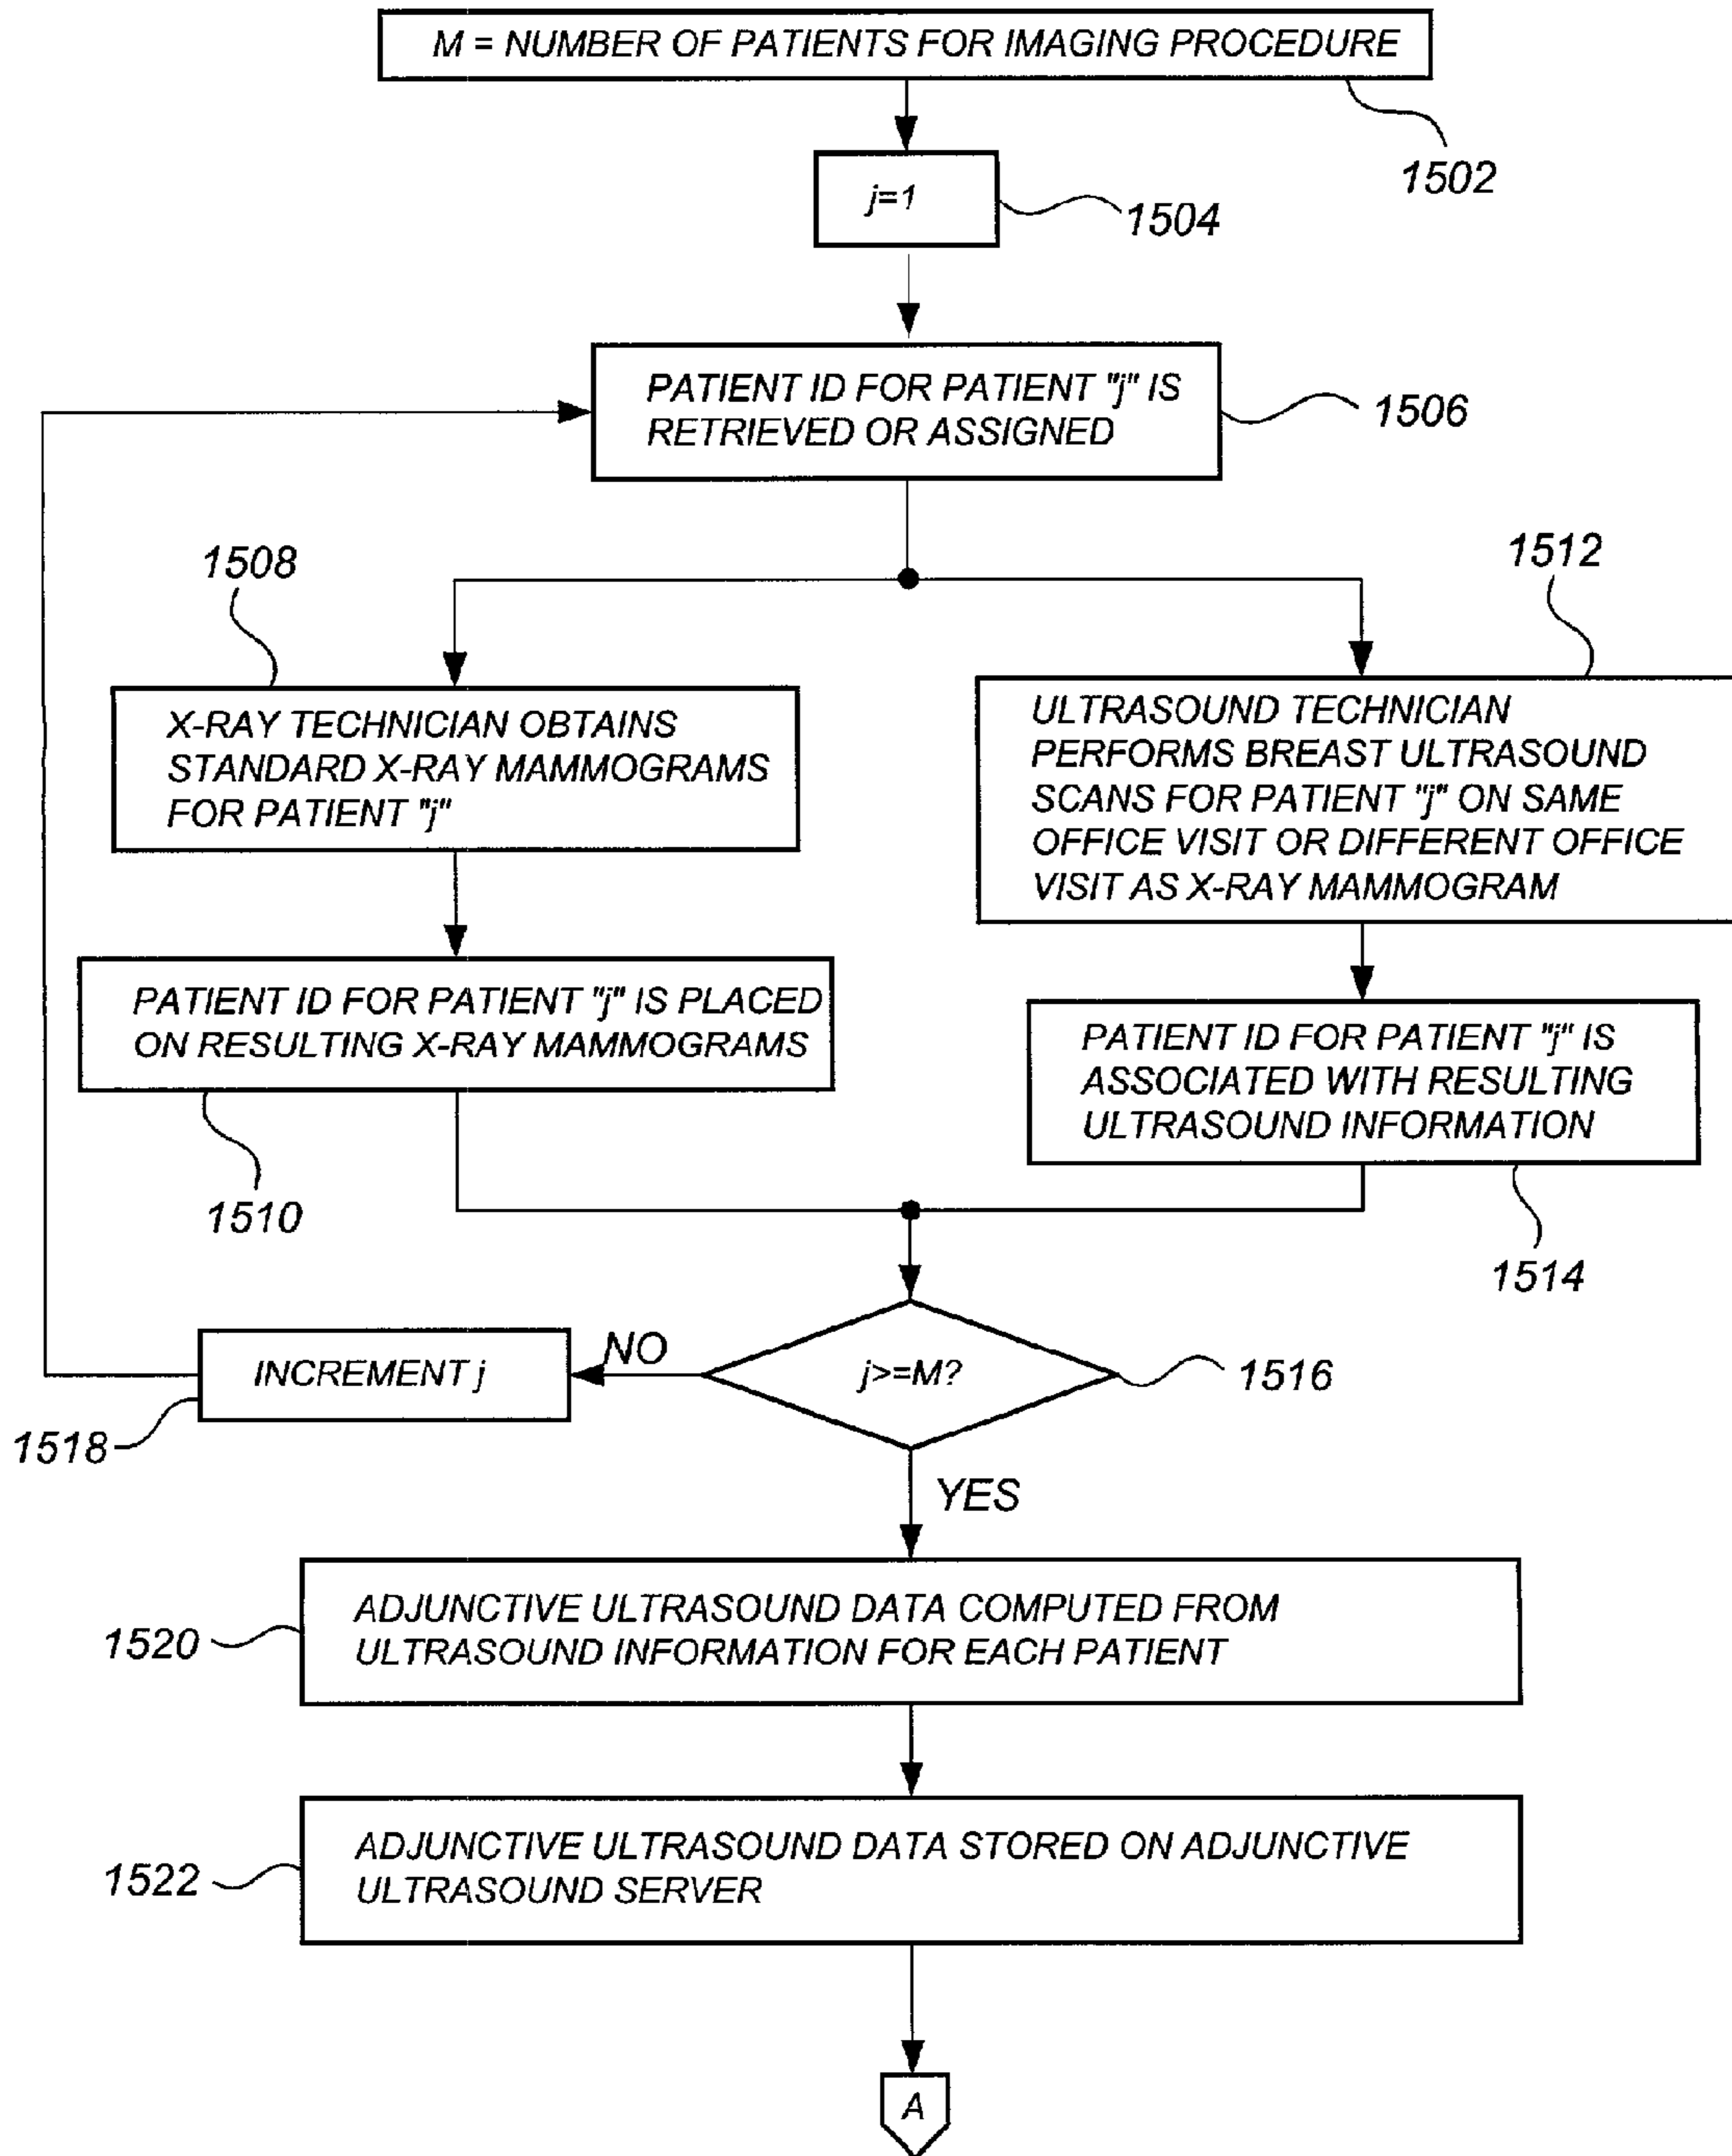 M = NUMBER OF PATIENTS FOR IMAGING PROCEDURE
1502
j=1
1504
PATIENT ID FOR PATIENT "j" IS
RETRIEVED OR ASSIGNED
1506
1508
1512
X-RAY TECHNICIAN OBTAINS
STANDARD X-RAY MAMMOGRAMS
FOR PATIENT "j"
ULTRASOUND TECHNICIAN
PERFORMS BREAST ULTRASOUND
SCANS FOR PATIENT "j" ON SAME
OFFICE VISIT OR DIFFERENT OFFICE
VISIT AS X-RAY MAMMOGRAM
PATIENT ID FOR PATIENT "j" IS PLACED
ON RESULTING X-RAY MAMMOGRAMS
1510
PATIENT ID FOR PATIENT "j" IS
ASSOCIATED WITH RESULTING
ULTRASOUND INFORMATION
1514
INCREMENT j
1518
NO
j>=M?
1516
YES
ADJUNCTIVE ULTRASOUND DATA COMPUTED FROM
ULTRASOUND INFORMATION FOR EACH PATIENT
1520
ADJUNCTIVE ULTRASOUND DATA STORED ON ADJUNCTIVE
ULTRASOUND SERVER
1522
A